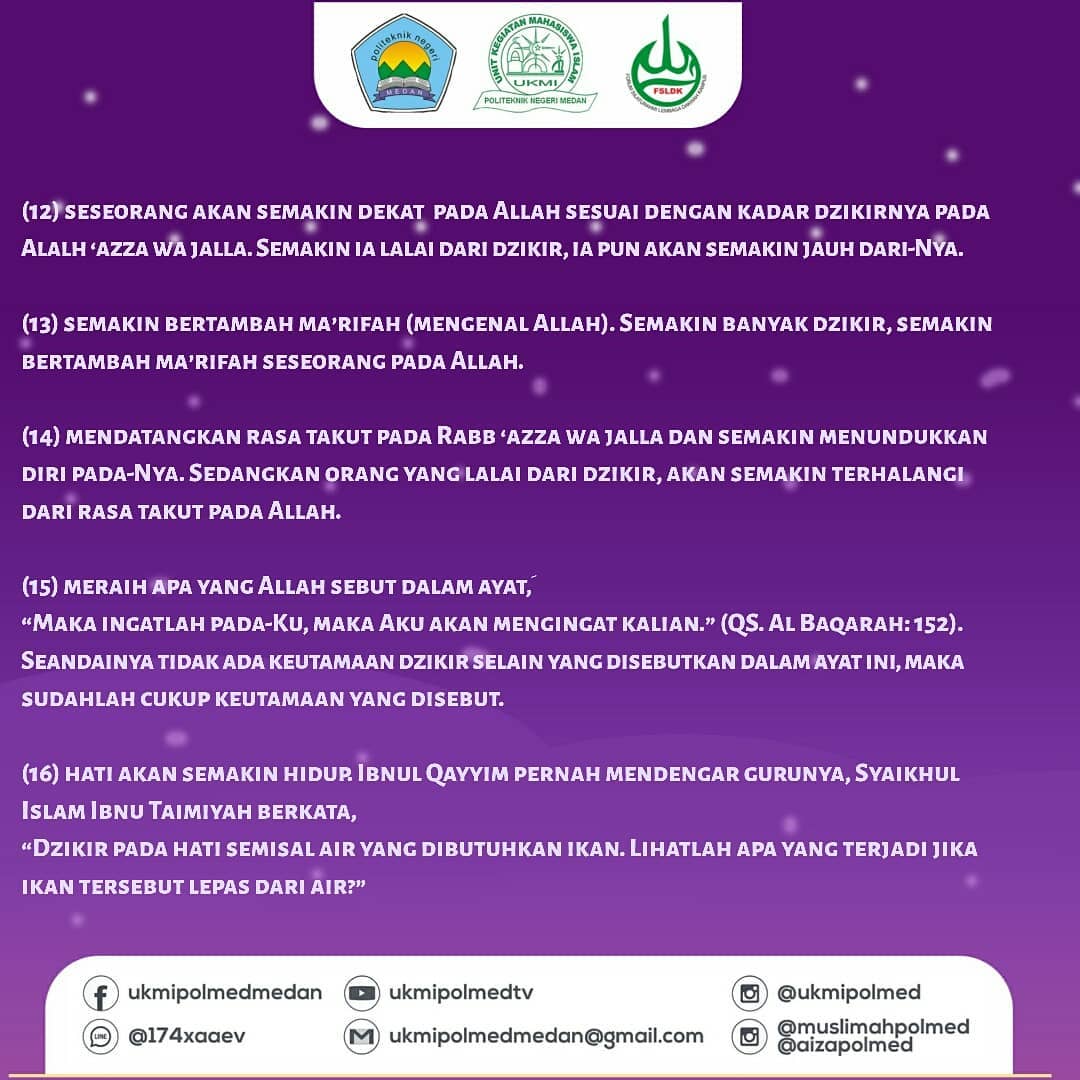 politeknik negeri
MEDAN
UNIT KEGIATAN MAHASISWA ISLAM
UKMI
POLITEKNIK NEGERI MEDAN
FSLDK
(12) seseorang akan semakin dekat pada Allah sesuai dengan kadar dzikirnya pada
Alalh ‘azza wa jalla. Semakin ia lalai dari dzikir, ia pun akan semakin jauh dari-Nya.
(13) semakin bertambah ma’rifah (mengenal Allah). Semakin banyak dzikir, semakin
bertambah ma’rifah seseorang pada Allah.
(14) mendatangkan rasa takut pada Rabb ‘azza wa jalla dan semakin menundukkan
diri pada-Nya. Sedangkan orang yang lalai dari dzikir, akan semakin terhalangi
dari rasa takut pada Allah.
(15) meraih apa yang Allah sebut dalam ayat,
“Maka ingatlah pada-Ku, maka Aku akan mengingat kalian.” (QS. Al Baqarah: 152).
Seandainya tidak ada keutamaan dzikir selain yang disebutkan dalam ayat ini, maka
sudahlah cukup keutamaan yang disebut.
(16) hati akan semakin hidup. Ibnul Qayyim pernah mendengar gurunya, Syaikhul
Islam Ibnu Taimiyah berkata,
“Dzikir pada hati semisal air yang dibutuhkan ikan. Lihatlah apa yang terjadi jika
ikan tersebut lepas dari air?”
ukmipolmedmedan
ukmipolmedtv
@ukmipolmed
LINE
@174xaaev
ukmipolmedmedan@gmail.com
@muslimahpolmed
@aizapolmed